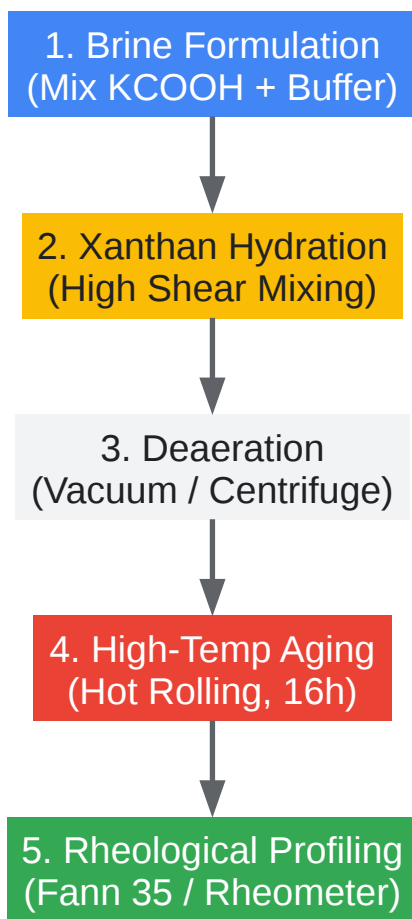 1. Brine Formulation
(Mix KCOOH + Buffer)
2. Xanthan Hydration
(High Shear Mixing)
3. Deaeration
(Vacuum / Centrifuge)
4. High-Temp Aging
(Hot Rolling, 16h)
5. Rheological Profiling
(Fann 35 / Rheometer)